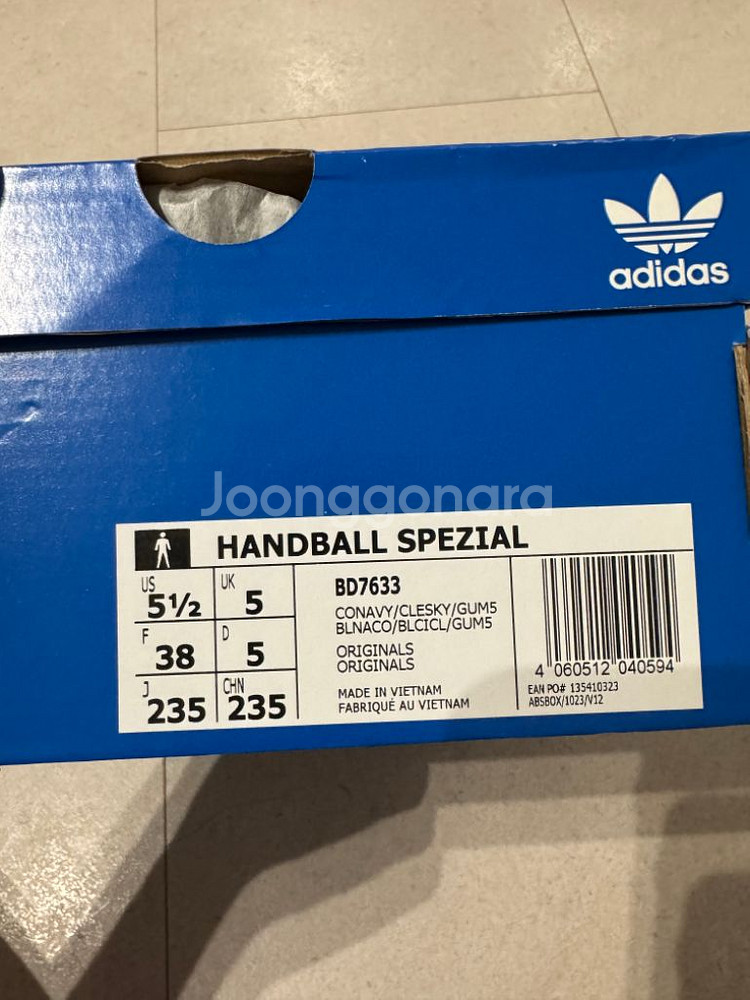 adidas
Joonggonara
HANDBALL SPEZIAL
US 5½ UK 5
F 38 D 5
J 235 CHN 235
BD7633
CONAVY/CLESKY/GUM5
BLNACO/BLCICL/GUM5
ORIGINALS
ORIGINALS
MADE IN VIETNAM
FABRIQUÉ AU VIETNAM
4 060512 040594
EAN PO# 135410323
ABSBOX/1023/V12